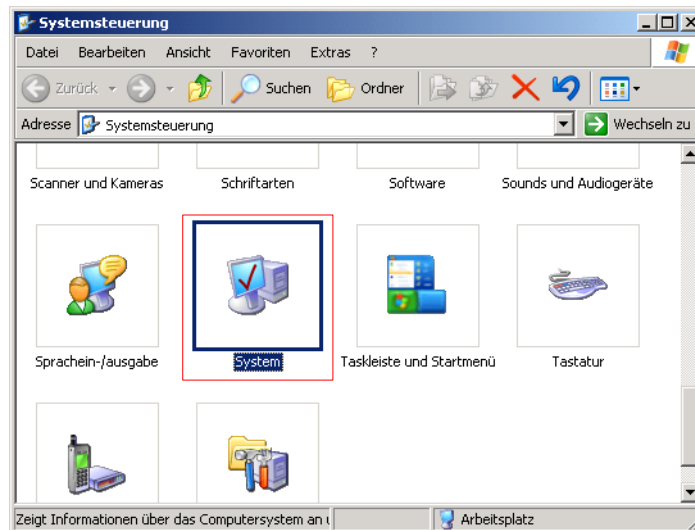 Systemsteuerung
Datei Bearbeiten Ansicht Favoriten Extras ?
Zurück Suchen Ordner
Adresse Systemsteuerung Wechseln zu
Scanner und Kameras Schriftarten Software Sounds und Audiogeräte
Sprachein-/ausgabe System Taskleiste und Startmenü Tastatur
Zeigt Informationen über das Computersystem an Arbeitsplatz